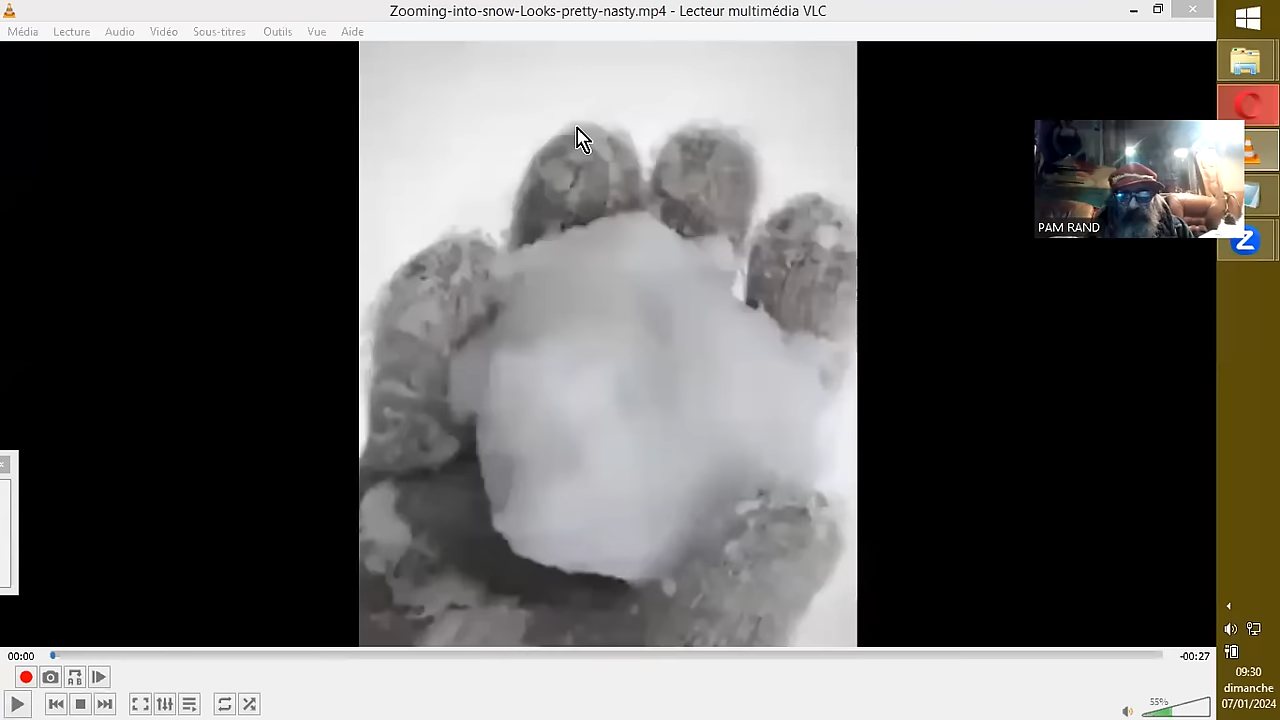 Zooming-into-snow-Looks-pretty-nasty.mp4 - Lecteur multimédia VLC
Média Lecture Audio Vidéo Sous-titres Outils Vue Aide
PAM RAND
00:00
-00:27
55%
09:30
dimanche
07/01/2024